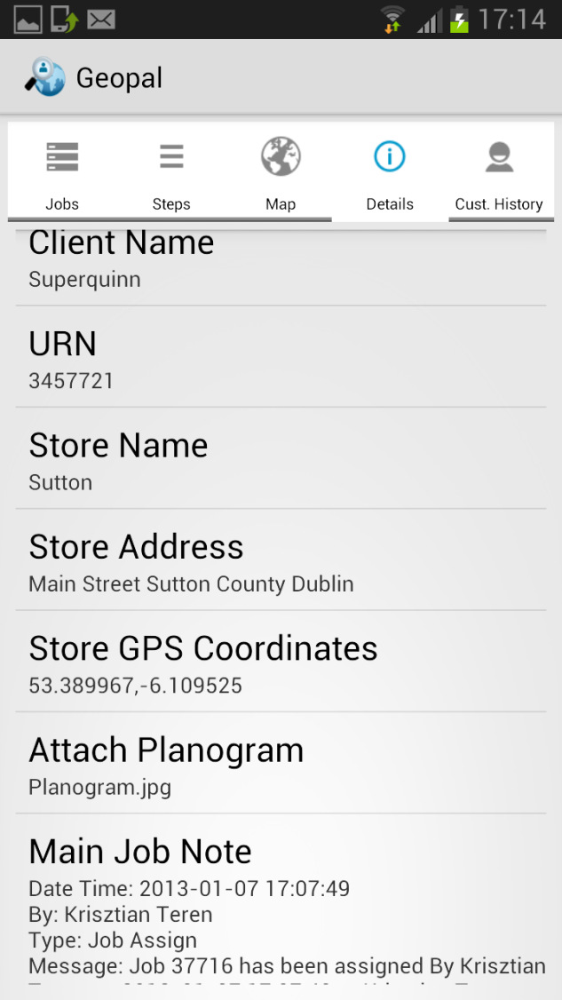 17:14
Geopal
Jobs
Steps
Map
Details
Cust. History
Client Name
Superquinn
URN
3457721
Store Name
Sutton
Store Address
Main Street Sutton County Dublin
Store GPS Coordinates
53.389967,-6.109525
Attach Planogram
Planogram.jpg
Main Job Note
Date Time: 2013-01-07 17:07:49
By: Krisztian Teren
Type: Job Assign
Message: Job 37716 has been assigned By Krisztian